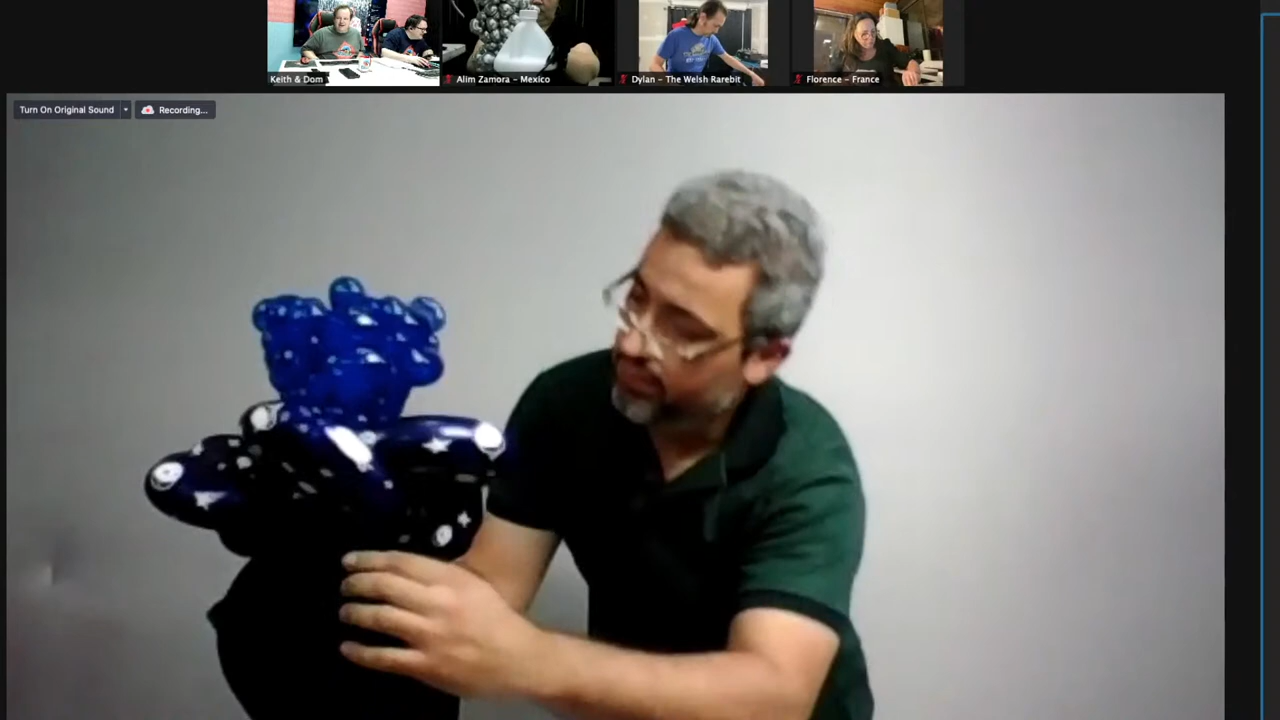 Keith & Dom
Alim Zamora - Mexico
Dylan - The Welsh Rarebit
Florence - France
Turn On Original Sound
Recording...